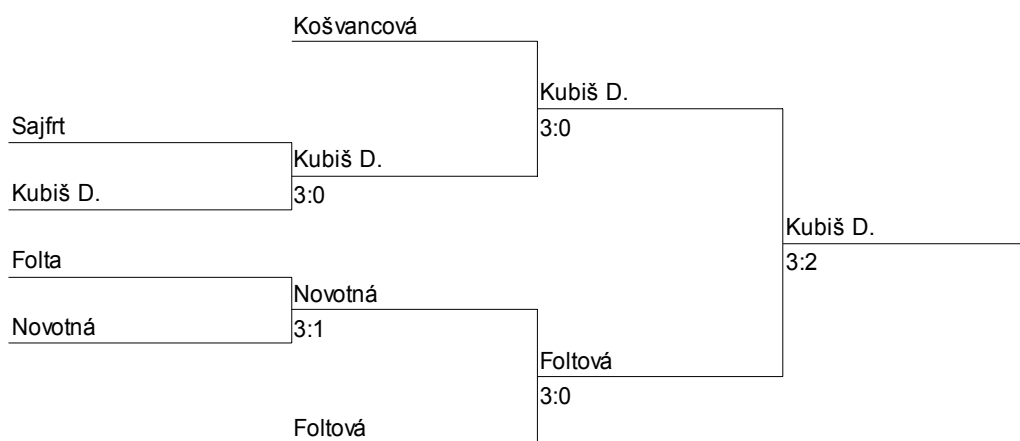 Košvancová
Kubiš D.
3:0
Sajfrt
Kubiš D.
3:0
Kubiš D.
Kubiš D.
3:2
Folta
Novotná
3:1
Novotná
Foltová
3:0
Foltová